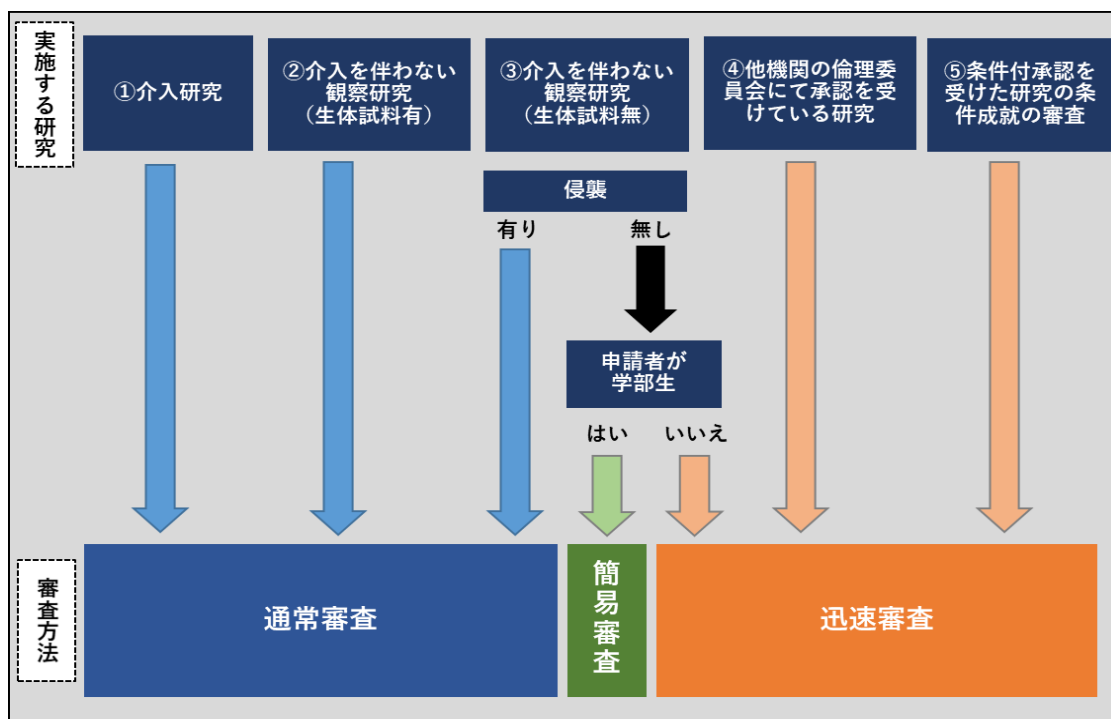 実施する研究
①介入研究
②介入を伴わない
観察研究
（生体試料有）
③介入を伴わない
観察研究
（生体試料無）
④他機関の倫理委
員会にて承認を受
けている研究
⑤条件付承認を
受けた研究の条
件成就の審査
侵襲
有り
無し
申請者が
学部生
はい
いいえ
審査方法
通常審査
簡易審査
迅速審査